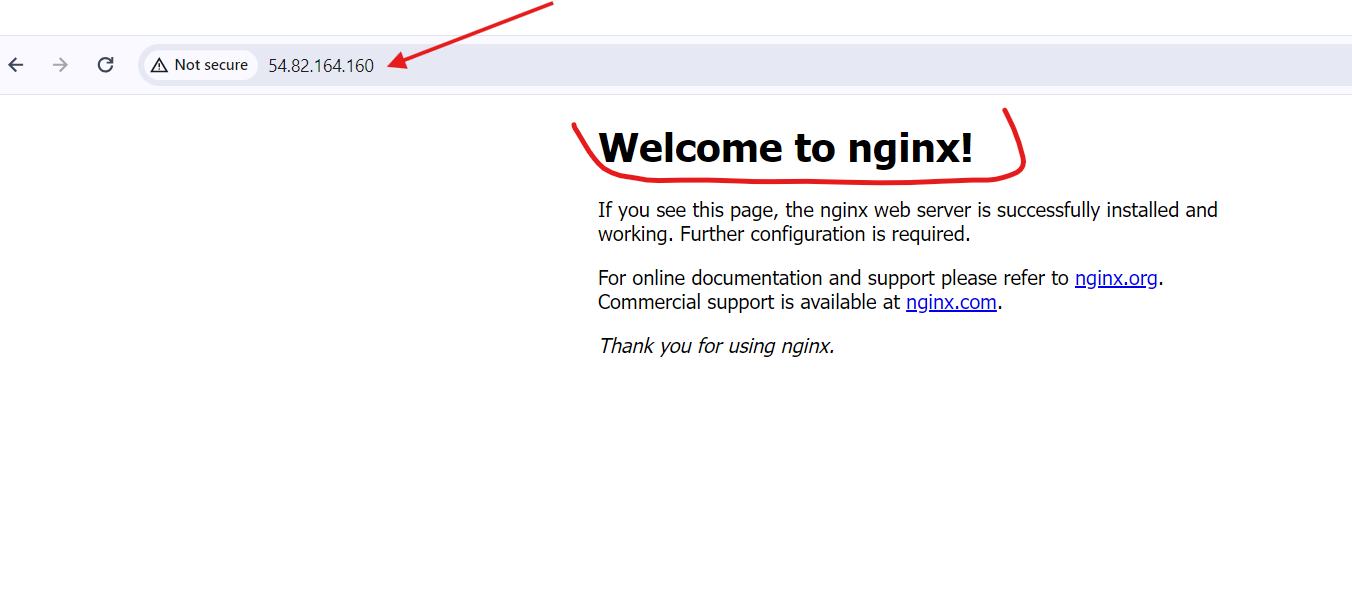 Not secure 54.82.164.160
Welcome to nginx!
If you see this page, the nginx web server is successfully installed and
working. Further configuration is required.
For online documentation and support please refer to nginx.org.
Commercial support is available at nginx.com.
Thank you for using nginx.